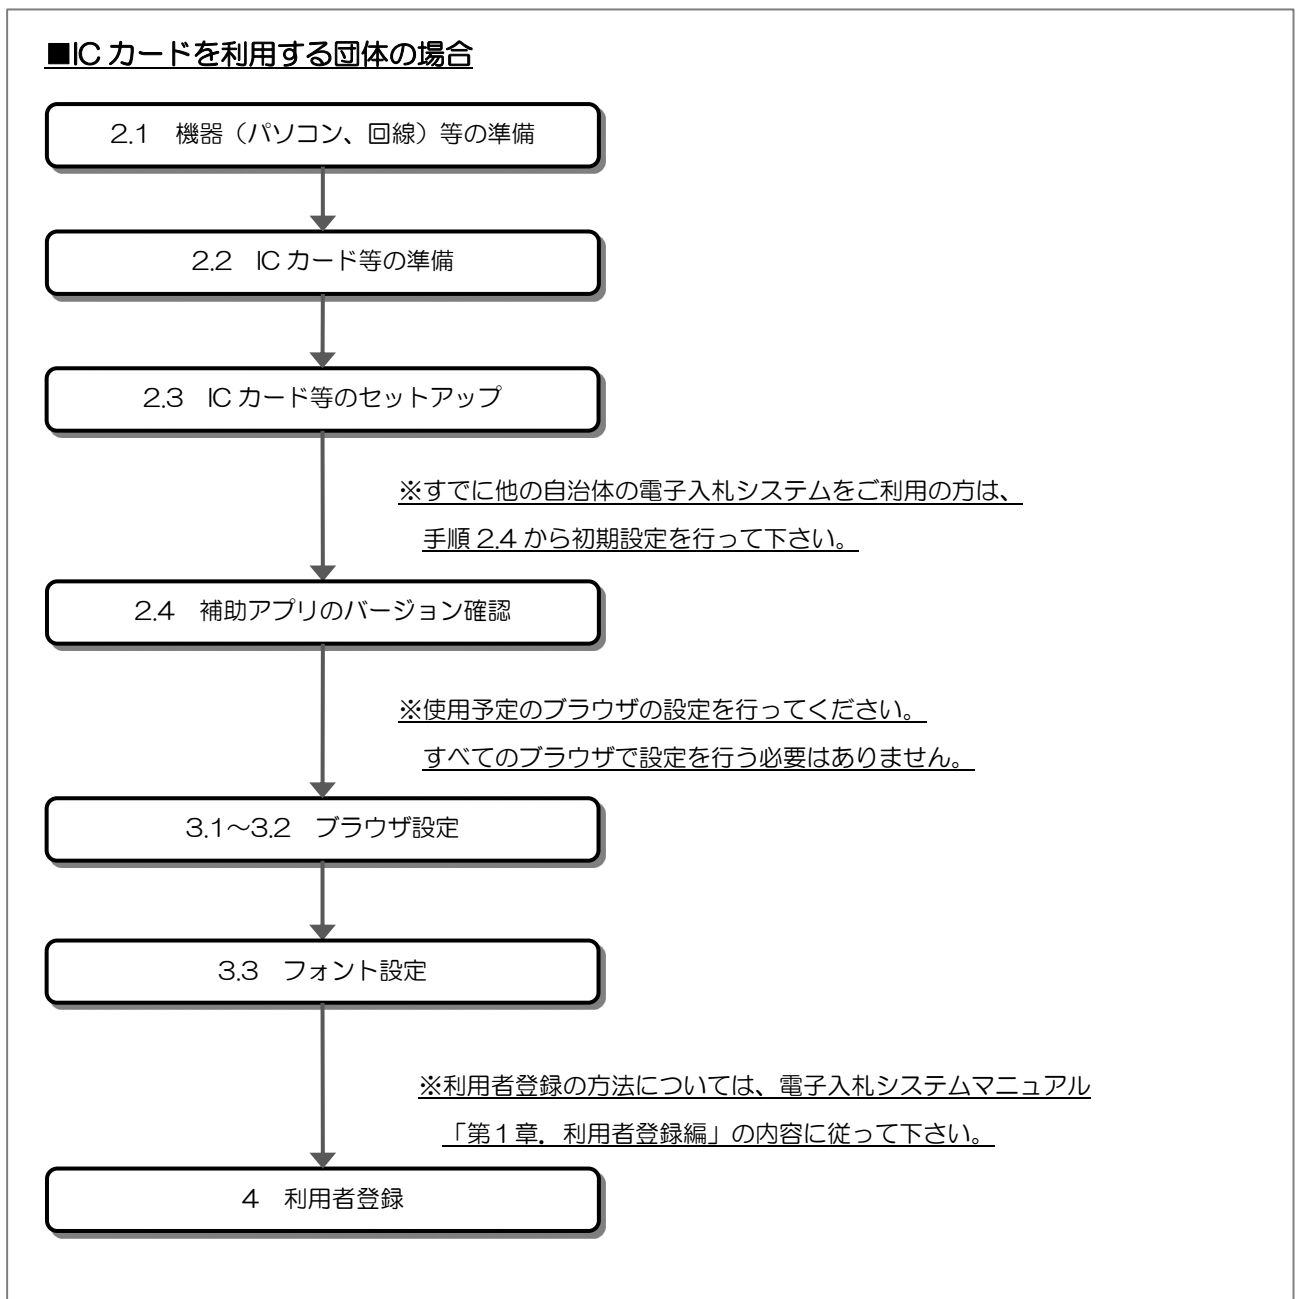 ■IC カードを利用する団体の場合
2.1　機器（パソコン、回線）等の準備
2.2　IC カード等の準備
2.3　IC カード等のセットアップ
※すでに他の自治体の電子入札システムをご利用の方は、
手順 2.4 から初期設定を行って下さい。
2.4　補助アプリのバージョン確認
※使用予定のブラウザの設定を行ってください。
すべてのブラウザで設定を行う必要はありません。
3.1～3.2　ブラウザ設定
3.3　フォント設定
※利用者登録の方法については、電子入札システムマニュアル
「第１章．利用者登録編」の内容に従って下さい。
4　利用者登録